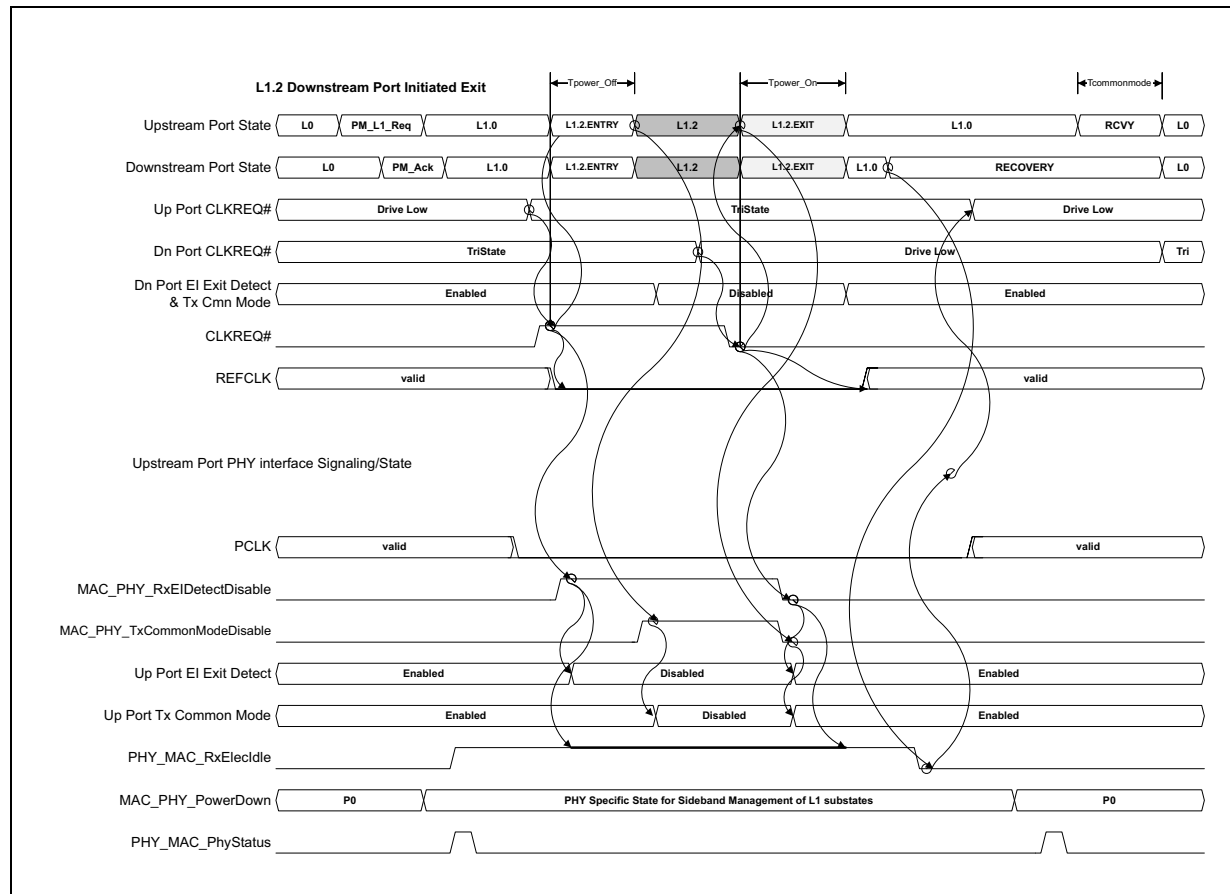 L1.2 Downstream Port Initiated Exit
Tpower_Off
Tpower_On
Tcommonmode
Upstream Port State
L0
PM_L1_Req
L1.0
L1.2.ENTRY
L1.2
L1.2.EXIT
L1.0
RCVY
L0
Downstream Port State
L0
PM_Ack
L1.0
L1.2.ENTRY
L1.2
L1.2.EXIT
L1.0
RECOVERY
L0
Up Port CLKREQ#
Drive Low
TriState
Drive Low
Dn Port CLKREQ#
TriState
Drive Low
Tri
Dn Port EI Exit Detect
& Tx Cmn Mode
Enabled
Disabled
Enabled
CLKREQ#
REFCLK
valid
valid
Upstream Port PHY interface Signaling/State
PCLK
valid
valid
MAC_PHY_RxEIDetectDisable
MAC_PHY_TxCommonModeDisable
Up Port EI Exit Detect
Enabled
Disabled
Enabled
Up Port Tx Common Mode
Enabled
Disabled
Enabled
PHY_MAC_RxElecIdle
MAC_PHY_PowerDown
P0
PHY Specific State for Sideband Management of L1 substates
P0
PHY_MAC_PhyStatus